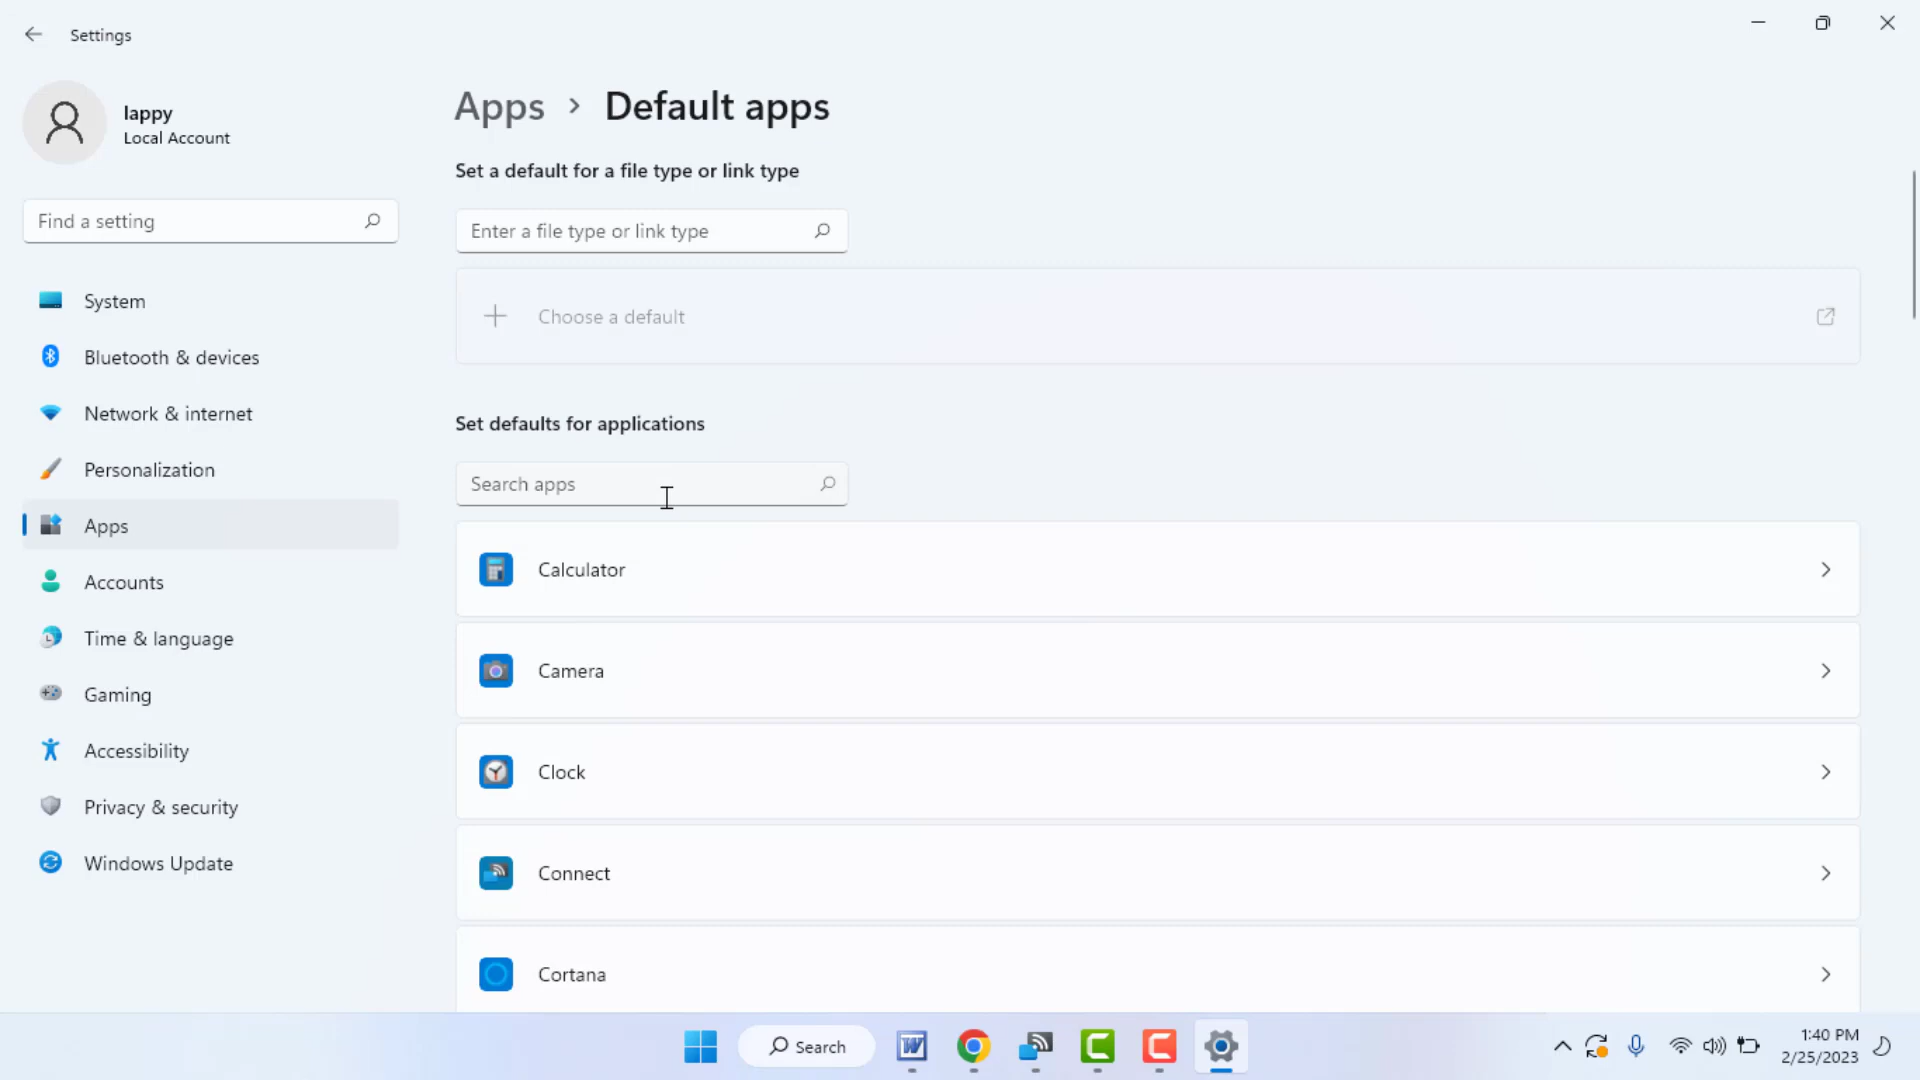 Settings
lappy
Local Account
Find a setting
System
Bluetooth & devices
Network & internet
Personalization
Apps
Accounts
Time & language
Gaming
Accessibility
Privacy & security
Windows Update
Apps > Default apps
Set a default for a file type or link type
Enter a file type or link type
Choose a default
Set defaults for applications
Search apps
Calculator
Camera
Clock
Connect
Cortana
Search
1:40 PM
2/25/2023